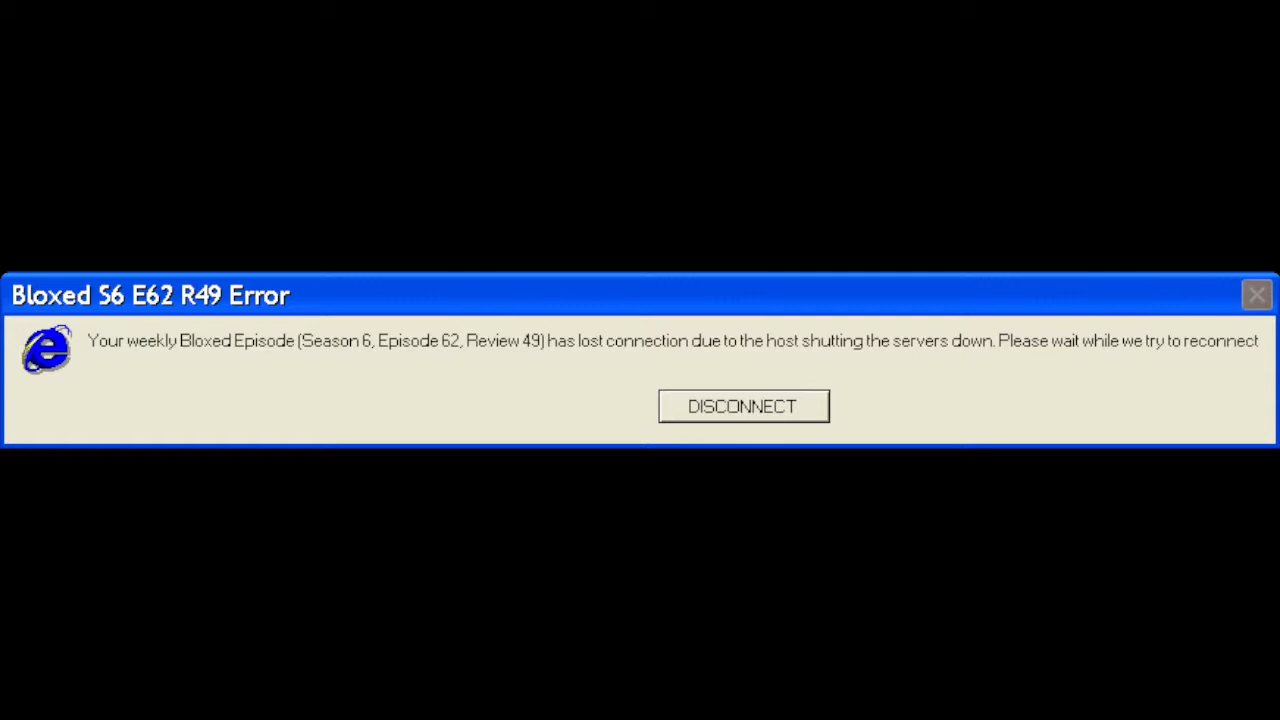 Bloxed S6 E62 R49 Error
Your weekly Bloxed Episode (Season 6, Episode 62, Review 49) has lost connection due to the host shutting the servers down. Please wait while we try to reconnect
DISCONNECT